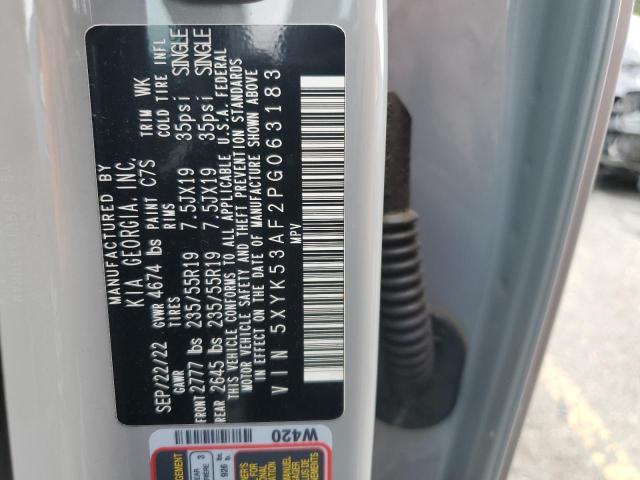 MANUFACTURED BY
KIA GEORGIA, INC.
SEP/22/22 GVWR 4674 lbs PAINT C7S TRIM WK
GAWR TIRES RIMS COLD TIRE INFL
FRONT 2777 lbs 235/55R19 7.5JX19 35psi SINGLE
REAR 2645 lbs 235/55R19 7.5JX19 35psi SINGLE
THIS VEHICLE CONFORMS TO ALL APPLICABLE U.S.A. FEDERAL
MOTOR VEHICLE SAFETY AND THEFT PREVENTION STANDARDS
IN EFFECT ON THE DATE OF MANUFACTURE SHOWN ABOVE
VIN 5XYK53AF2PG063183
MPV
W420
3
926